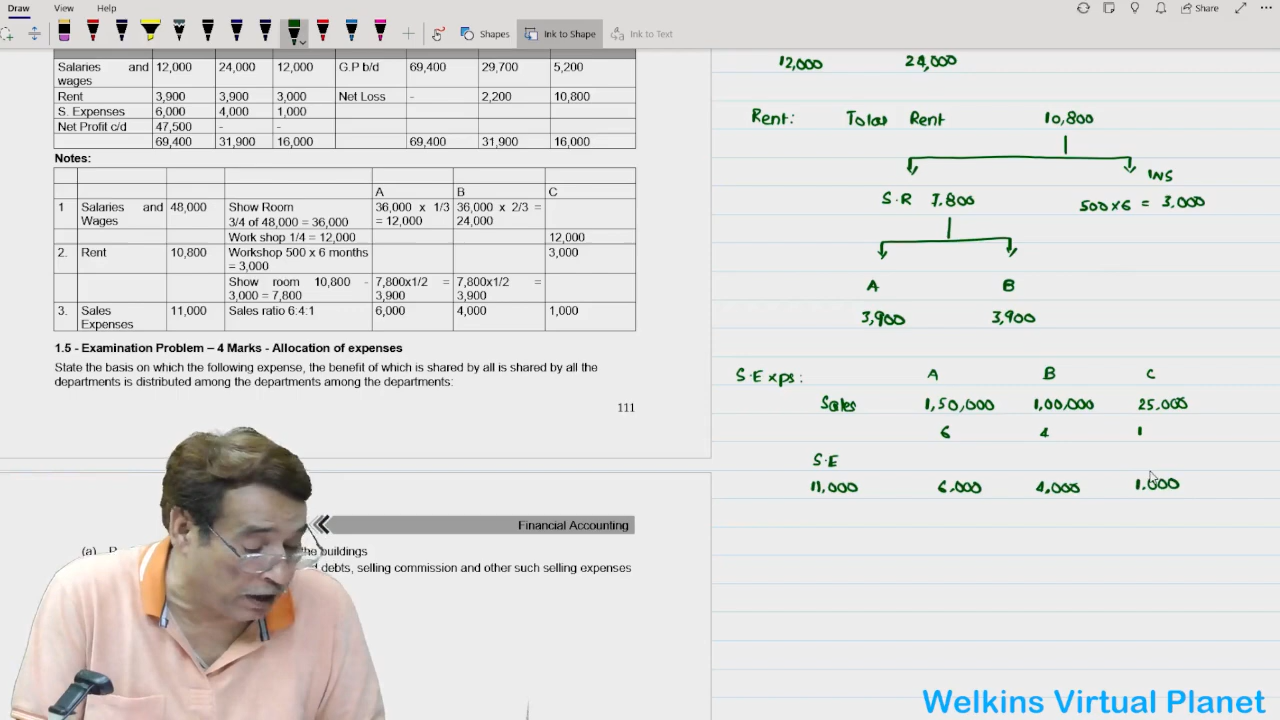 Draw View Help Share
Shapes Ink to Shape Ink to Text
Salaries and wages 12,000 24,000 12,000 G.P b/d 69,400 29,700 5,200
Rent 3,900 3,900 3,000 Net Loss - 2,200 10,800
S. Expenses 6,000 4,000 1,000
Net Profit c/d 47,500 - -
69,400 31,900 16,000 69,400 31,900 16,000
Notes:
A B C
1 Salaries and Wages 48,000 Show Room 3/4 of 48,000 = 36,000 36,000 x 1/3 = 12,000 36,000 x 2/3 = 24,000
Work shop 1/4 = 12,000 12,000
2. Rent 10,800 Workshop 500 x 6 months = 3,000 3,000
Show room 10,800 - 3,000 = 7,800 7,800x1/2 = 3,900 7,800x1/2 = 3,900
3. Sales Expenses 11,000 Sales ratio 6:4:1 6,000 4,000 1,000
1.5 - Examination Problem – 4 Marks - Allocation of expenses
State the basis on which the following expense, the benefit of which is shared by all is shared by all the
departments is distributed among the departments among the departments:
111
Financial Accounting
(a) the buildings
debts, selling commission and other such selling expenses
12,000 24,000
Rent: Total Rent 10,800
S.R 7,800 WS
500 x 6 = 3,000
A B
3,900 3,900
S.Exps: A B C
Sales 1,50,000 1,00,000 25,000
6 4 1
S.E
11,000 6,000 4,000 1,000
Welkins Virtual Planet